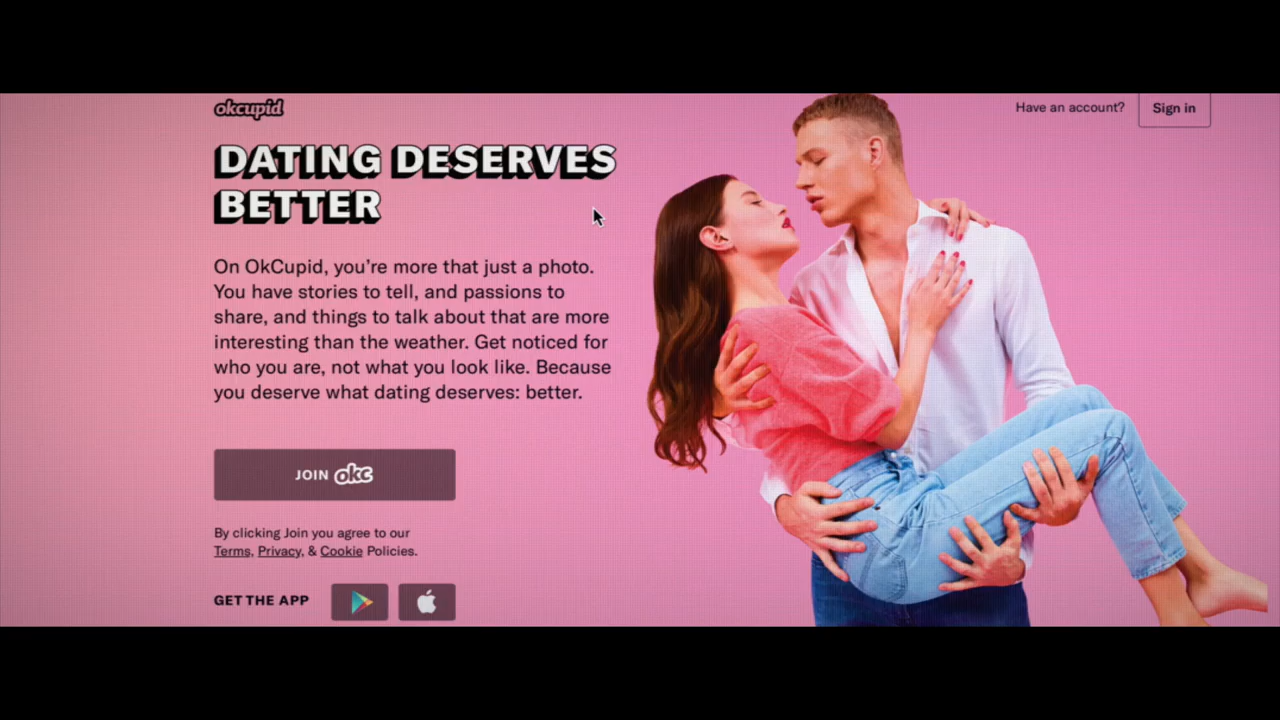 okcupid
Have an account?
Sign in
DATING DESERVES
BETTER
On OkCupid, you’re more that just a photo.
You have stories to tell, and passions to
share, and things to talk about that are more
interesting than the weather. Get noticed for
who you are, not what you look like. Because
you deserve what dating deserves: better.
JOIN okc
By clicking Join you agree to our
Terms, Privacy, & Cookie Policies.
GET THE APP